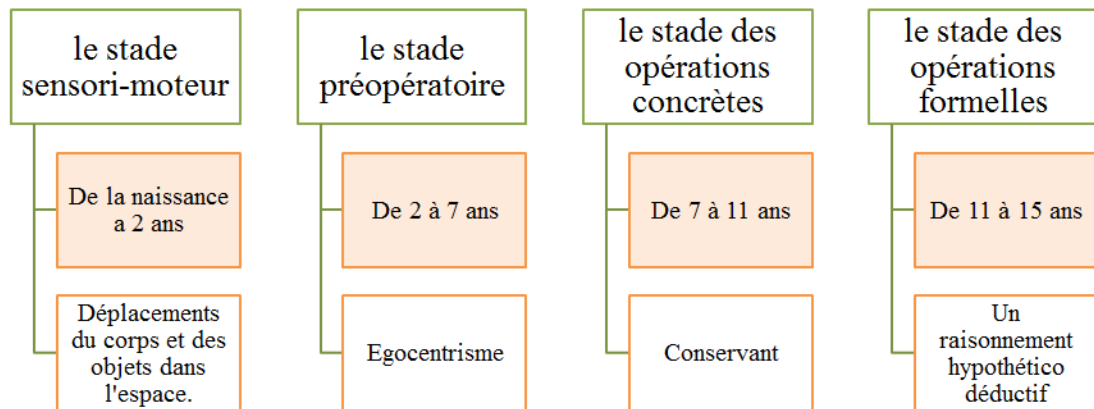 le stade
sensori-moteur
De la naissance
a 2 ans
Déplacements
du corps et des
objets dans
l'espace.
le stade
préopératoire
De 2 à 7 ans
Egocentrisme
le stade des
opérations
concrètes
De 7 à 11 ans
Conservant
le stade des
opérations
formelles
De 11 à 15 ans
Un
raisonnement
hypothético
déductif